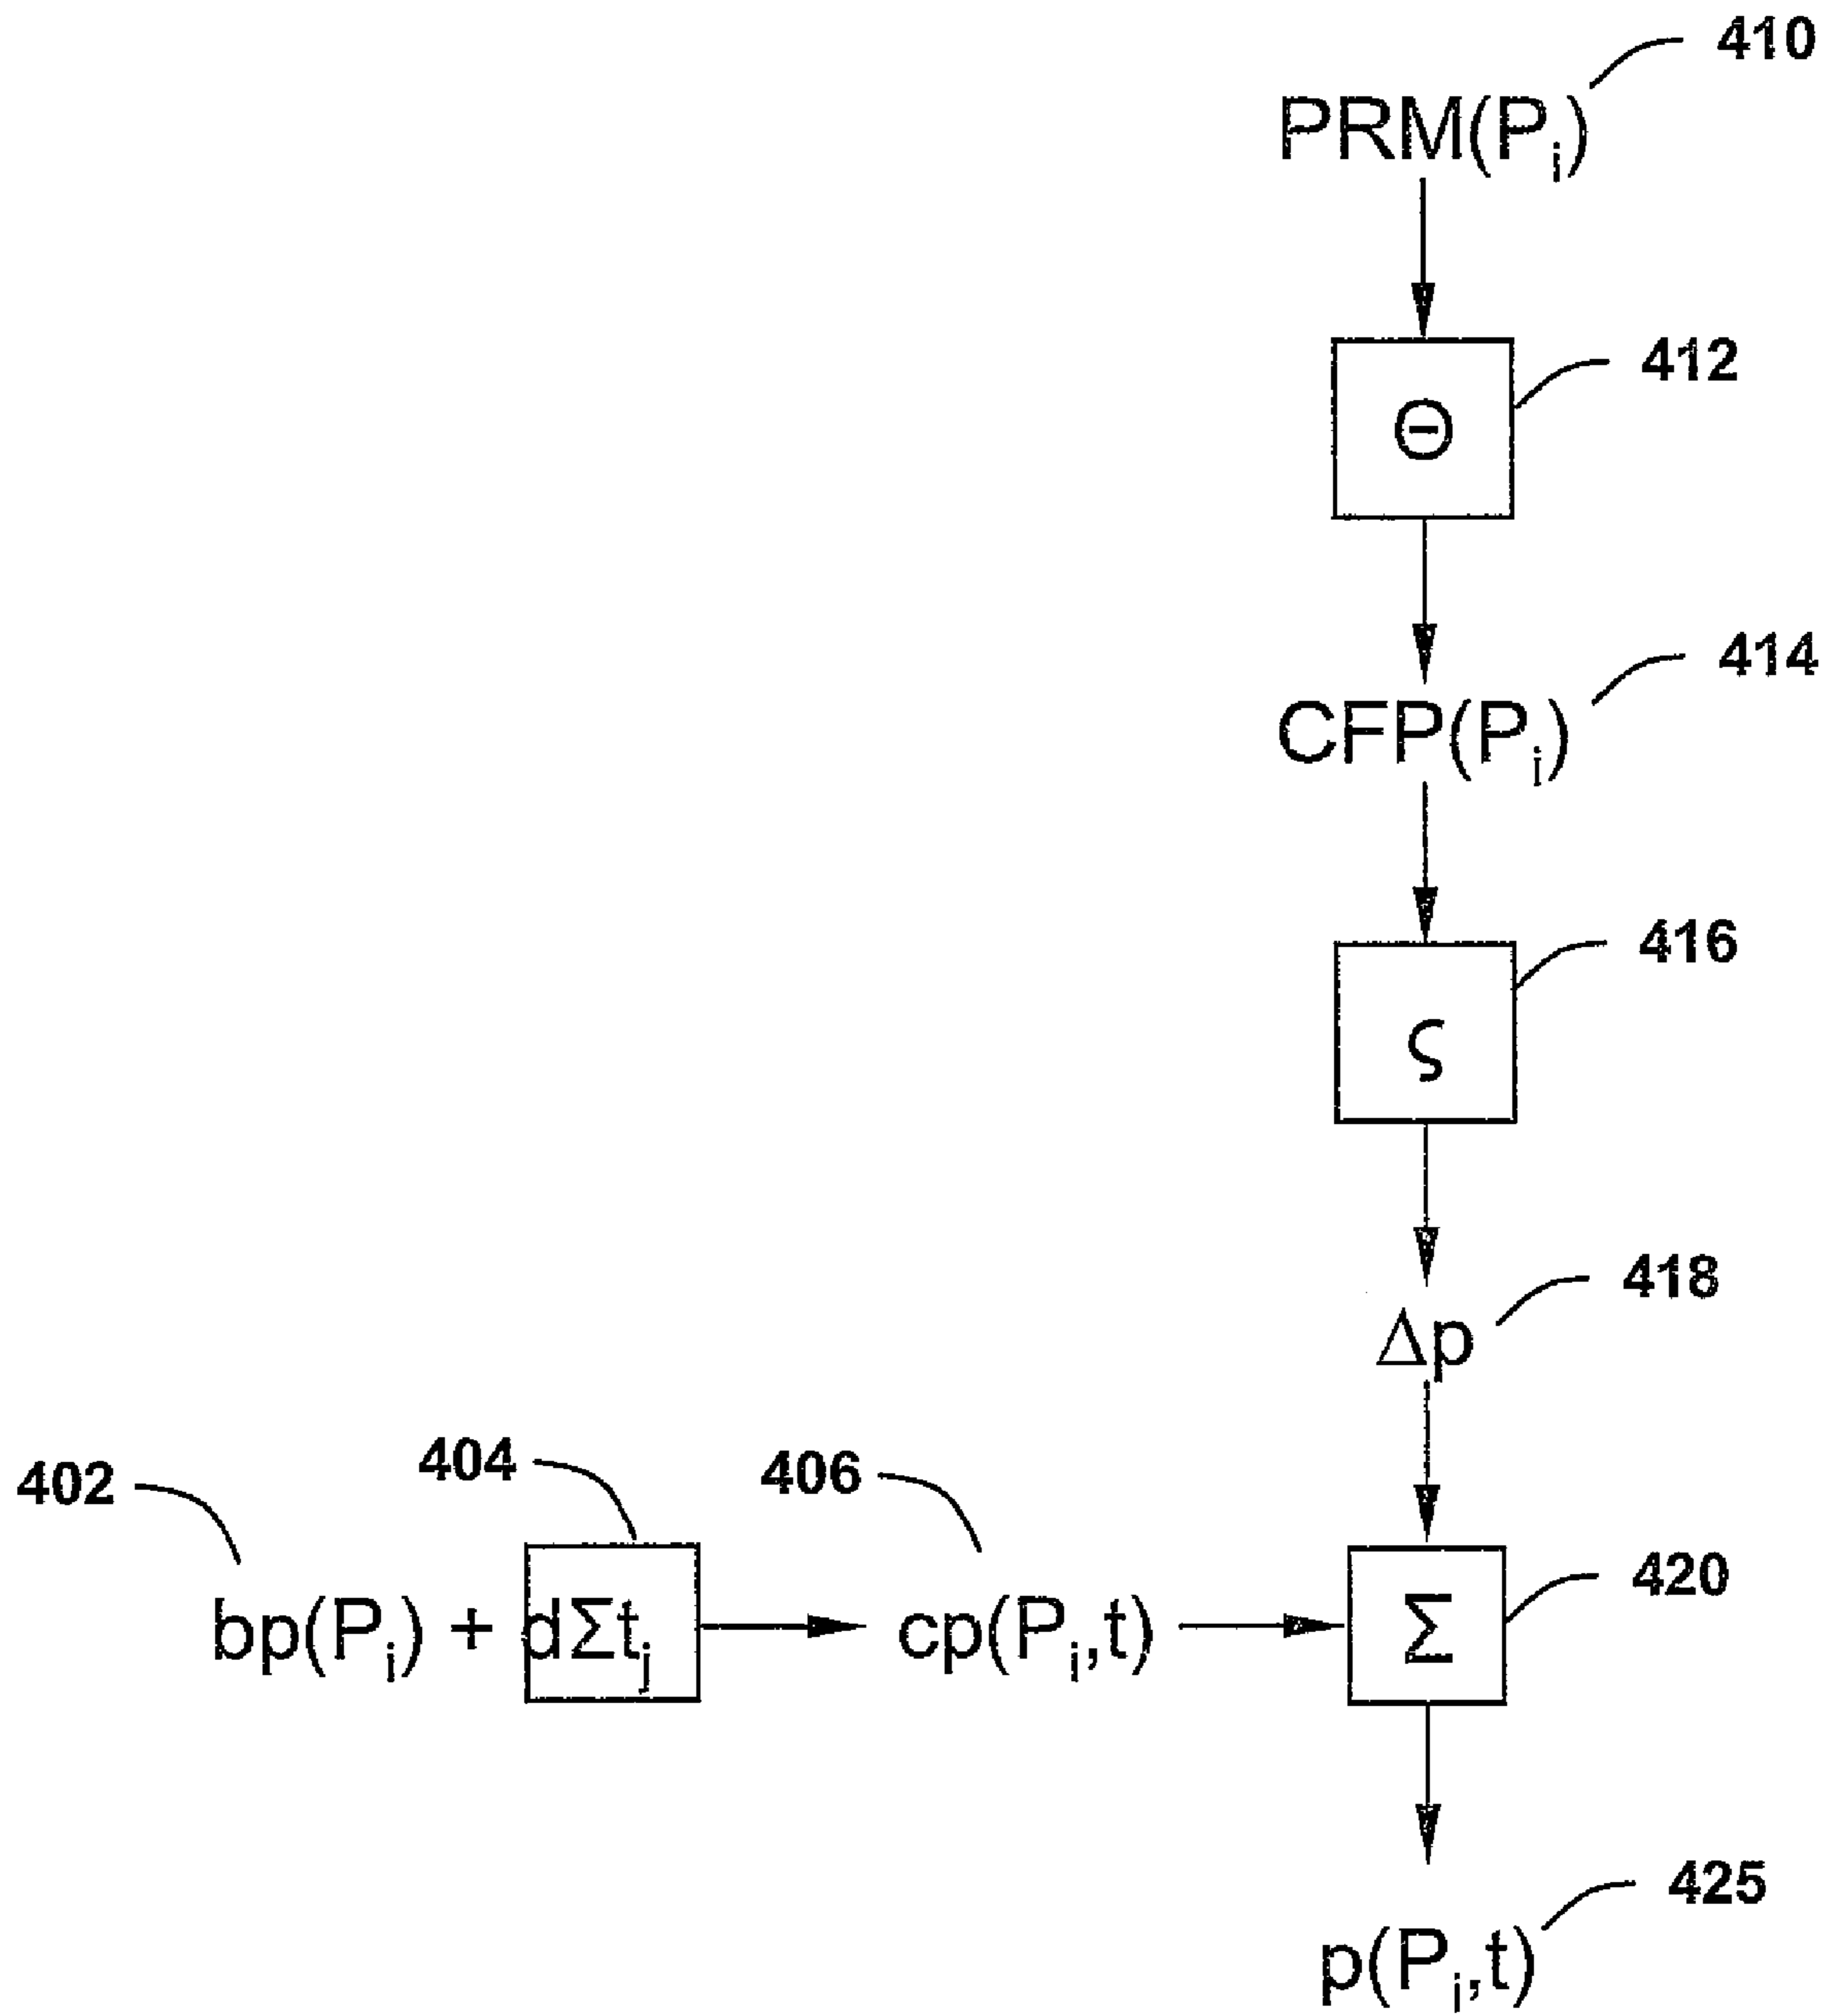 410
PRM(Pᵢ)
412
Θ
414
CFP(Pᵢ)
416
ς
418
Δp
402
404
406
420
bp(Pᵢ) + dΣtⱼ
cp(Pᵢ,t)
Σ
425
p(Pᵢ,t)